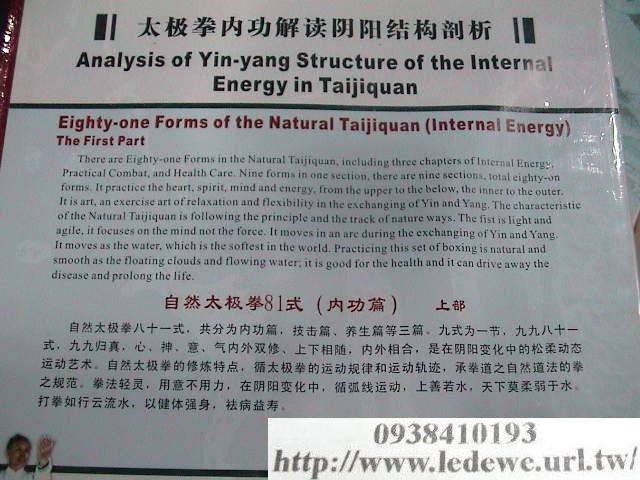 太极拳内功解读阴阳结构剖析
Analysis of Yin-yang Structure of the Internal
Energy in Taijiquan
Eighty-one Forms of the Natural Taijiquan (Internal Energy)
The First Part
There are Eighty-one Forms in the Natural Taijiquan, including three chapters of Internal Energy,
Practical Combat, and Health Care. Nine forms in one section, there are nine sections, total eighty-on
forms. It practice the heart, spirit, mind and energy, from the upper to the below, the inner to the outer.
It is art, an exercise art of relaxation and flexibility in the exchanging of Yin and Yang. The characteristic
of the Natural Taijiquan is following the principle and the track of nature ways. The fist is light and
agile, it focuses on the mind not the force. It moves in an arc during the exchanging of Yin and Yang.
It moves as the water, which is the softest in the world. Practicing this set of boxing is natural and
smooth as the floating clouds and flowing water; it is good for the health and it can drive away the
disease and prolong the life.
自然太极拳81式（内功篇） 上部
自然太极拳八十一式，共分为内功篇，技击篇、养生篇等三篇。九式为一节，九九八十一
式，九九归真，心、神、意、气内外双修、上下相随，内外相合，是在阴阳变化中的松柔动态
运动艺术。自然太极拳的修炼特点，循太极拳的运动规律和运动轨迹，承拳道之自然道法的拳
之规范。拳法轻灵，用意不用力，在阴阳变化中，循弧线运动，上善若水，天下莫柔弱于水。
打拳如行云流水，以健体强身，祛病益寿。
0938410193
http://www.ledewe.url.tw/